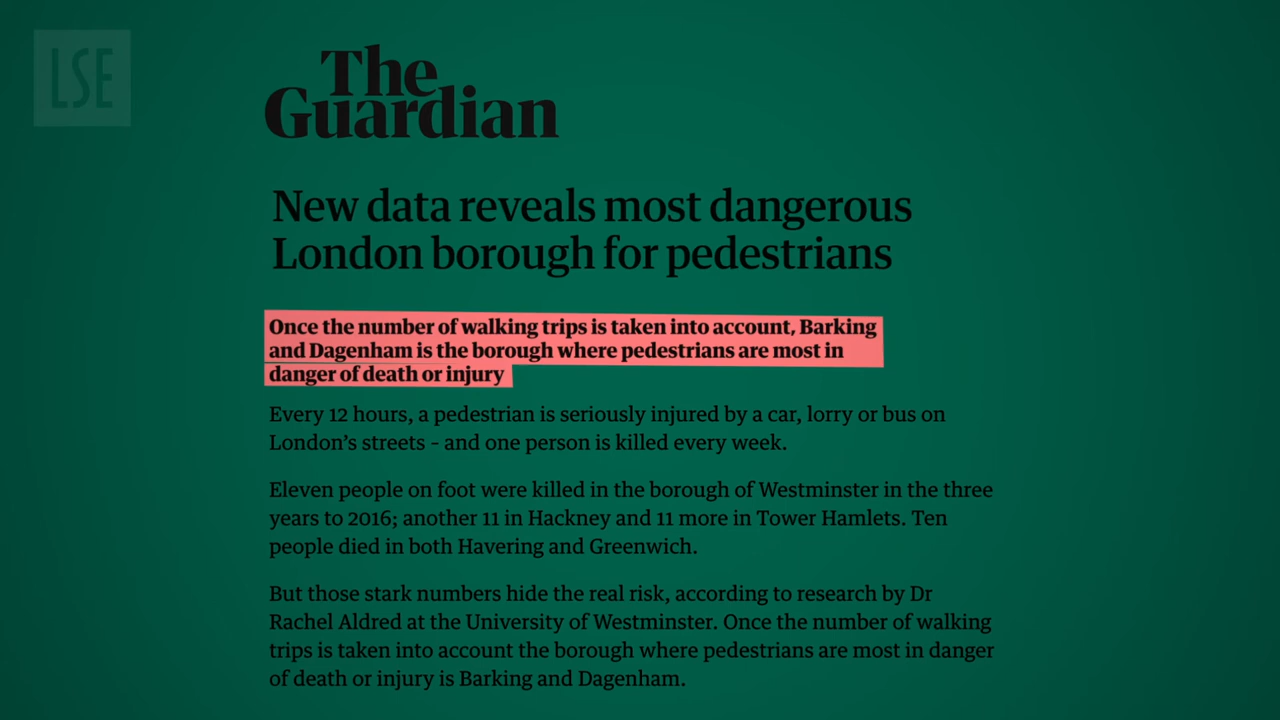 LSE
The
Guardian
New data reveals most dangerous
London borough for pedestrians
Once the number of walking trips is taken into account, Barking
and Dagenham is the borough where pedestrians are most in
danger of death or injury
Every 12 hours, a pedestrian is seriously injured by a car, lorry or bus on
London’s streets – and one person is killed every week.
Eleven people on foot were killed in the borough of Westminster in the three
years to 2016; another 11 in Hackney and 11 more in Tower Hamlets. Ten
people died in both Havering and Greenwich.
But those stark numbers hide the real risk, according to research by Dr
Rachel Aldred at the University of Westminster. Once the number of walking
trips is taken into account the borough where pedestrians are most in danger
of death or injury is Barking and Dagenham.